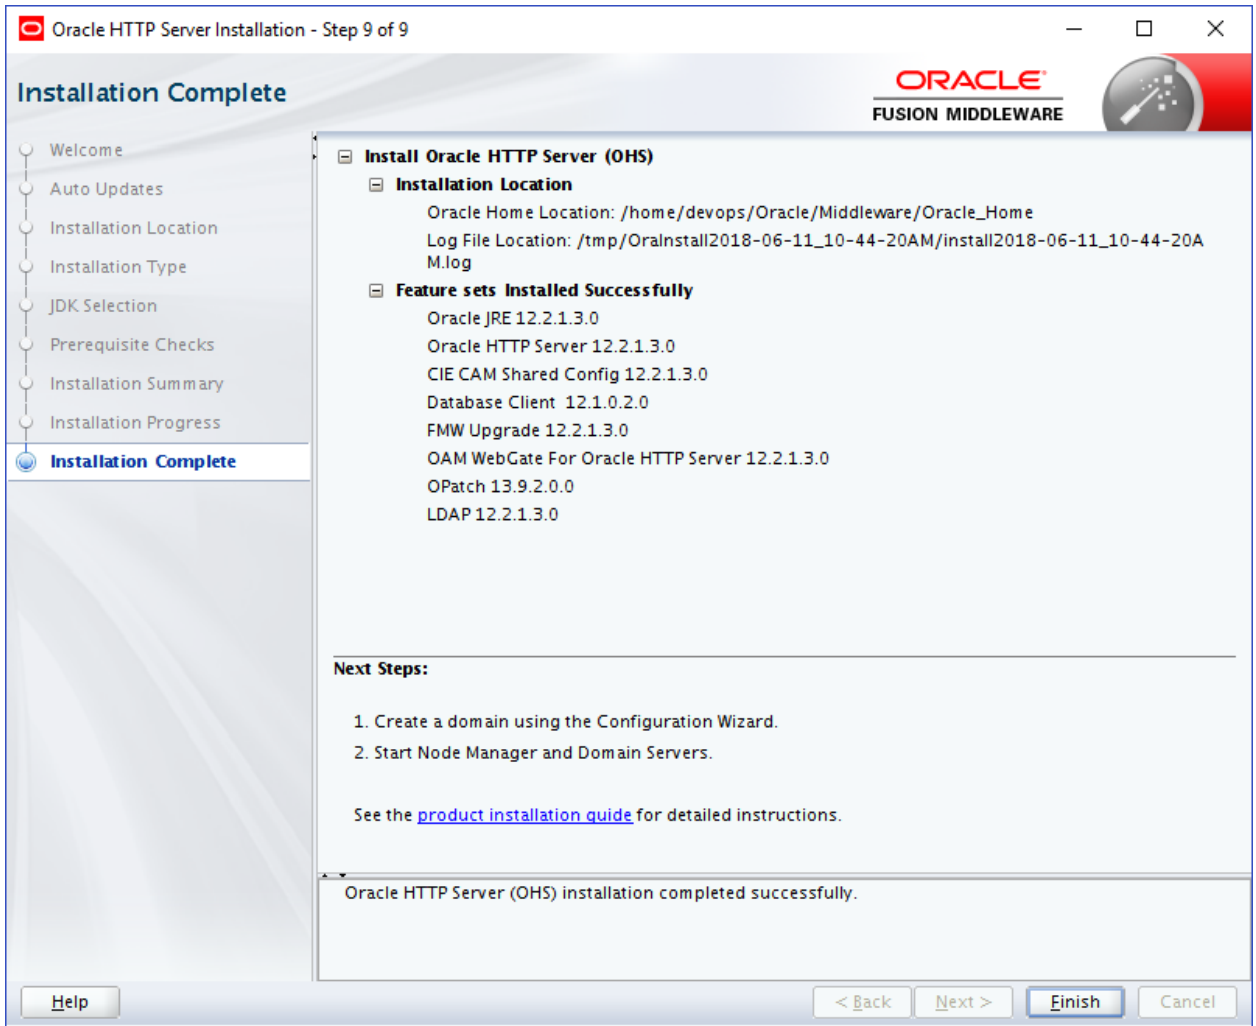 Oracle HTTP Server Installation - Step 9 of 9
Installation Complete
ORACLE
FUSION MIDDLEWARE
Welcome
Auto Updates
Installation Location
Installation Type
JDK Selection
Prerequisite Checks
Installation Summary
Installation Progress
Installation Complete
Install Oracle HTTP Server (OHS)
Installation Location
Oracle Home Location: /home/devops/Oracle/Middleware/Oracle_Home
Log File Location: /tmp/OraInstall2018-06-11_10-44-20AM/install2018-06-11_10-44-20A
M.log
Feature sets Installed Successfully
Oracle JRE 12.2.1.3.0
Oracle HTTP Server 12.2.1.3.0
CIE CAM Shared Config 12.2.1.3.0
Database Client  12.1.0.2.0
FMW Upgrade 12.2.1.3.0
OAM WebGate For Oracle HTTP Server 12.2.1.3.0
OPatch 13.9.2.0.0
LDAP 12.2.1.3.0
Next Steps:
1. Create a domain using the Configuration Wizard.
2. Start Node Manager and Domain Servers.
See the product installation guide for detailed instructions.
Oracle HTTP Server (OHS) installation completed successfully.
Help
< Back
Next >
Finish
Cancel